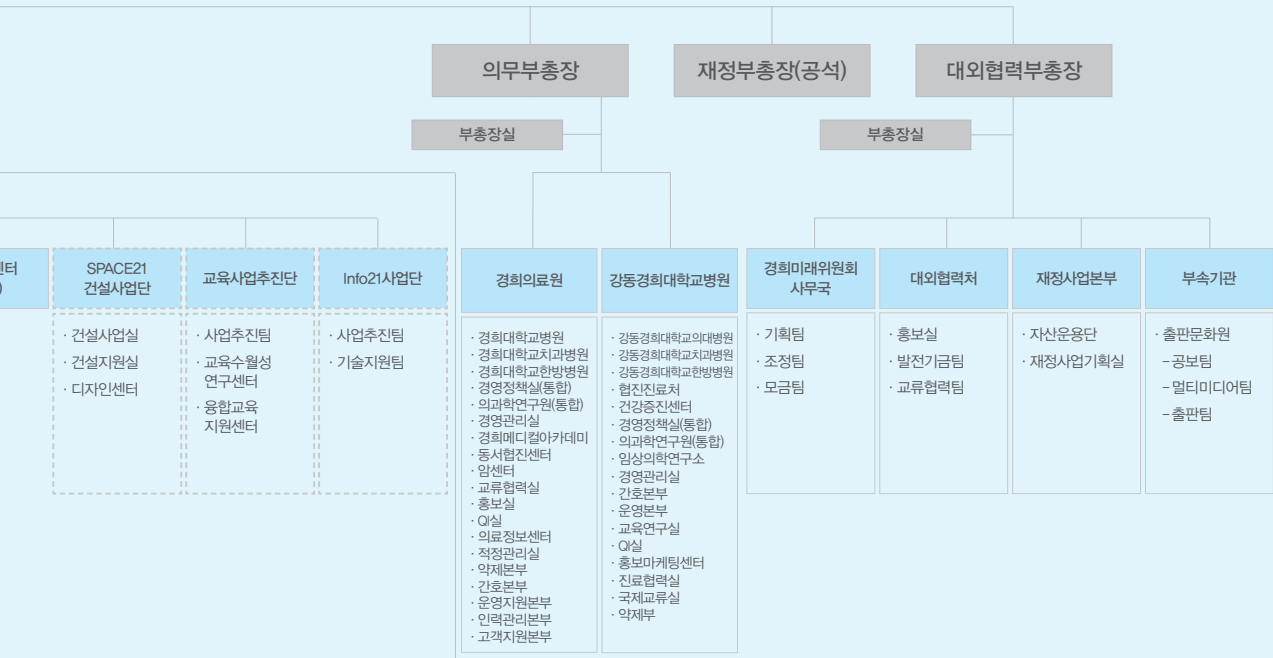 의무부총장
재정부총장(공석)
대외협력부총장
부총장실
부총장실
SPACE21
건설사업단
· 건설사업실
· 건설지원실
· 디자인센터
교육사업추진단
· 사업추진팀
· 교육수월성
연구센터
· 융합교육
지원센터
Info21사업단
· 사업추진팀
· 기술지원팀
경희의료원
· 경희대학교병원
· 경희대학교치과병원
· 경희대학교한방병원
· 경영정책실(통합)
· 의과학연구원(통합)
· 경영관리실
· 경희메디컬아카데미
· 동서협진센터
· 암센터
· 교류협력실
· 홍보실
· QI실
· 의료정보센터
· 적정관리실
· 약제본부
· 간호본부
· 운영지원본부
· 인력관리본부
· 고객지원본부
강동경희대학교병원
· 강동경희대학교의대병원
· 강동경희대학교치과병원
· 강동경희대학교한방병원
· 협진진료처
· 건강증진센터
· 경영정책실(통합)
· 의과학연구원(통합)
· 임상의학연구소
· 경영관리실
· 간호본부
· 운영본부
· 교육연구실
· QI실
· 홍보마케팅센터
· 진료협력실
· 국제교류실
· 약제부
경희미래위원회
사무국
· 기획팀
· 조정팀
· 모금팀
대외협력처
· 홍보실
· 발전기금팀
· 교류협력팀
재정사업본부
· 자산운용단
· 재정사업기획실
부속기관
· 출판문화원
- 공보팀
- 멀티미디어팀
- 출판팀